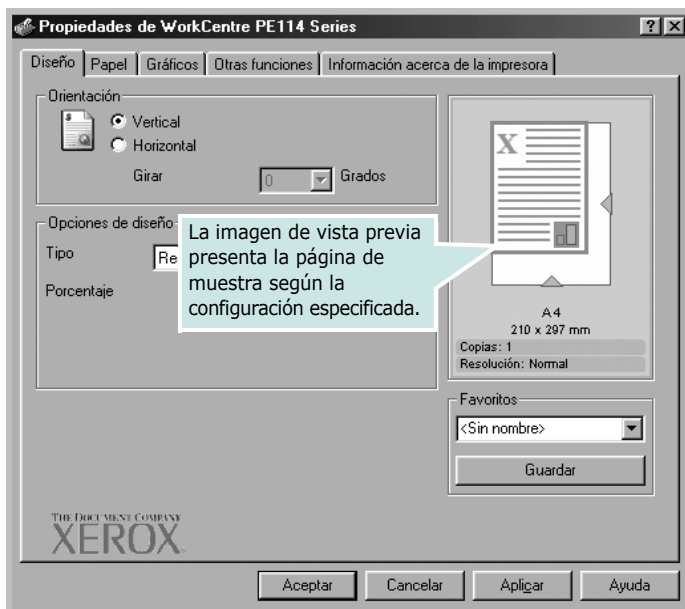 Propiedades de WorkCentre PE114 Series
Diseño Papel Gráficos Otras funciones Información acerca de la impresora
Orientación
Vertical
Horizontal
Girar 0 Grados
Opciones de diseño
Tipo Re
Porcentaje
La imagen de vista previa
presenta la página de
muestra según la
configuración especificada.
X
A4
210 x 297 mm
Copias: 1
Resolución: Normal
Favoritos
<Sin nombre>
Guardar
THE DOCUMENT COMPANY
XEROX
Aceptar Cancelar Aplicar Ayuda